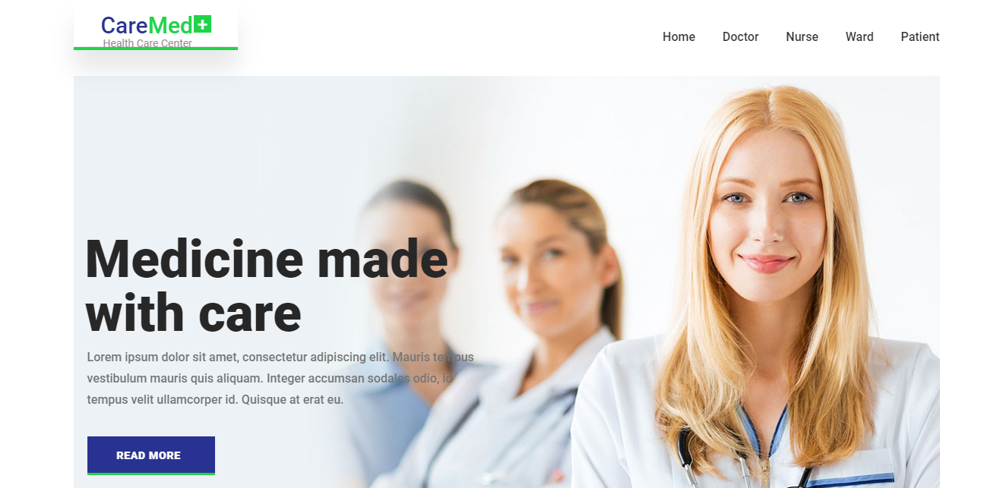 CareMed+
Health Care Center
Home Doctor Nurse Ward Patient
Medicine made
with care
Lorem ipsum dolor sit amet, consectetur adipiscing elit. Mauris tempus
vestibulum mauris quis aliquam. Integer accumsan sodales odio, id
tempus velit ullamcorper id. Quisque at erat eu.
READ MORE